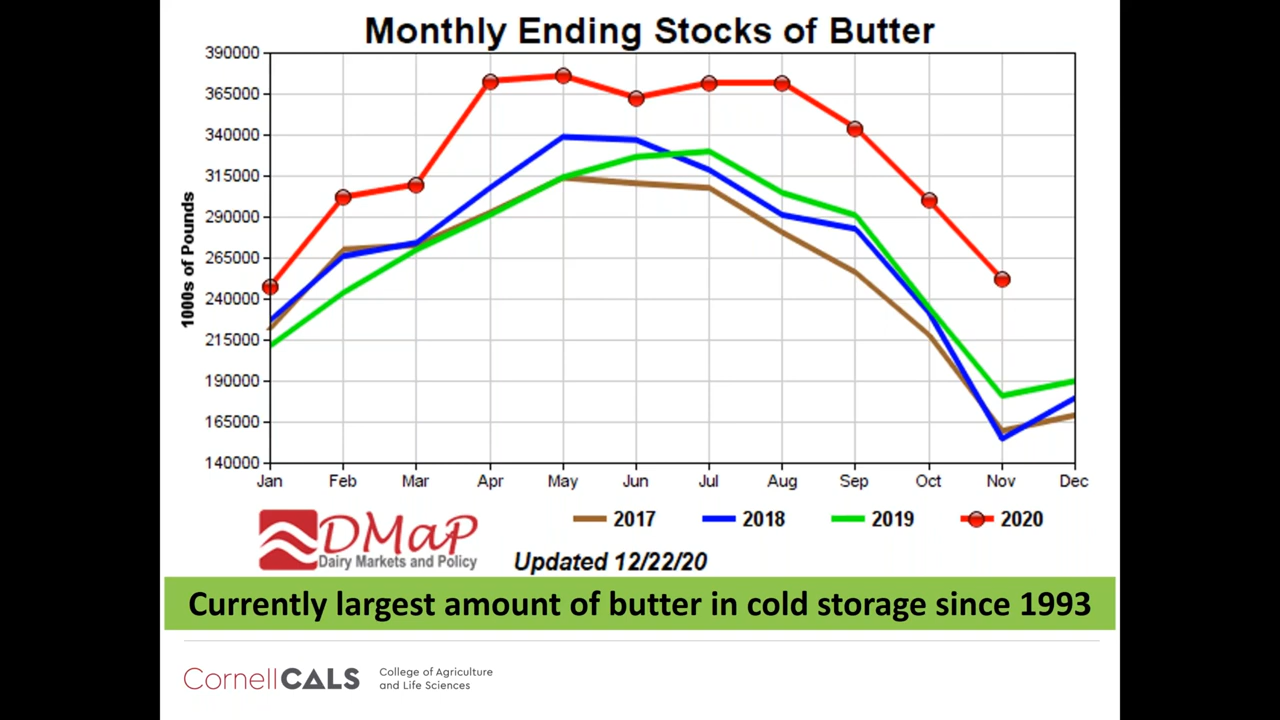 Monthly Ending Stocks of Butter
1000s of Pounds
390000
365000
340000
315000
290000
265000
240000
215000
190000
165000
140000
Jan Feb Mar Apr May Jun Jul Aug Sep Oct Nov Dec
2017 2018 2019 2020
DMaP
Dairy Markets and Policy
Updated 12/22/20
Currently largest amount of butter in cold storage since 1993
CornellCALS
College of Agriculture
and Life Sciences